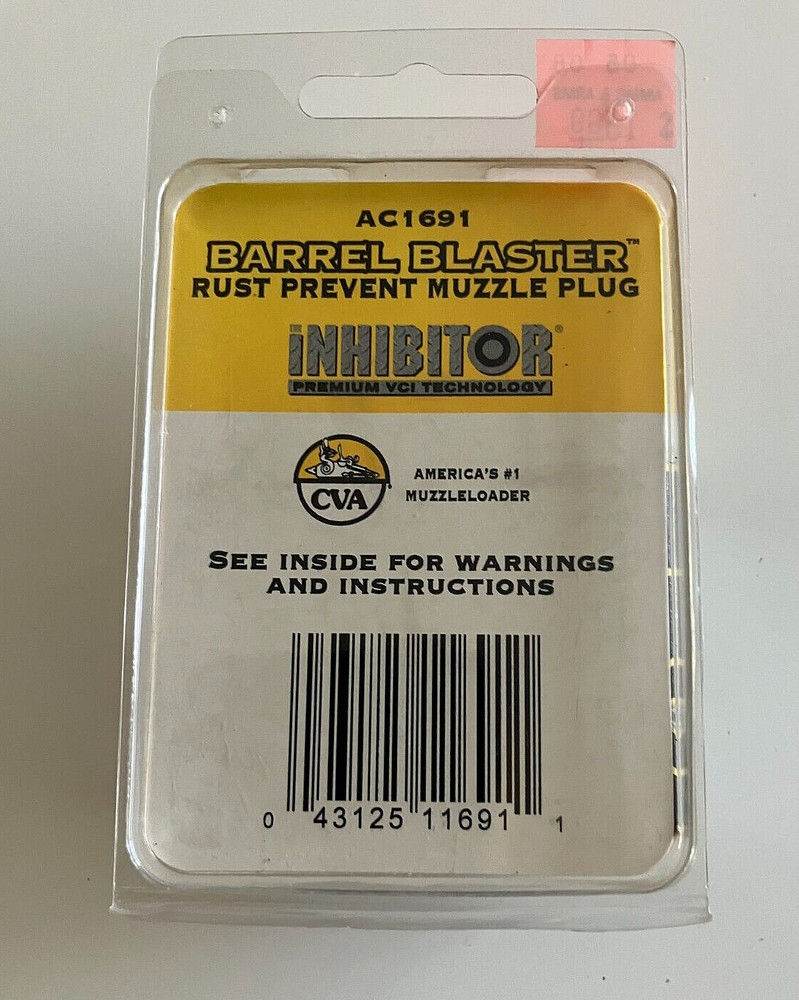 AC1691
BARREL BLASTER™
RUST PREVENT MUZZLE PLUG
THE
INHIBITOR®
PREMIUM VCI TECHNOLOGY
CVA
AMERICA'S #1
MUZZLELOADER
SEE INSIDE FOR WARNINGS
AND INSTRUCTIONS
0 43125 11691 1